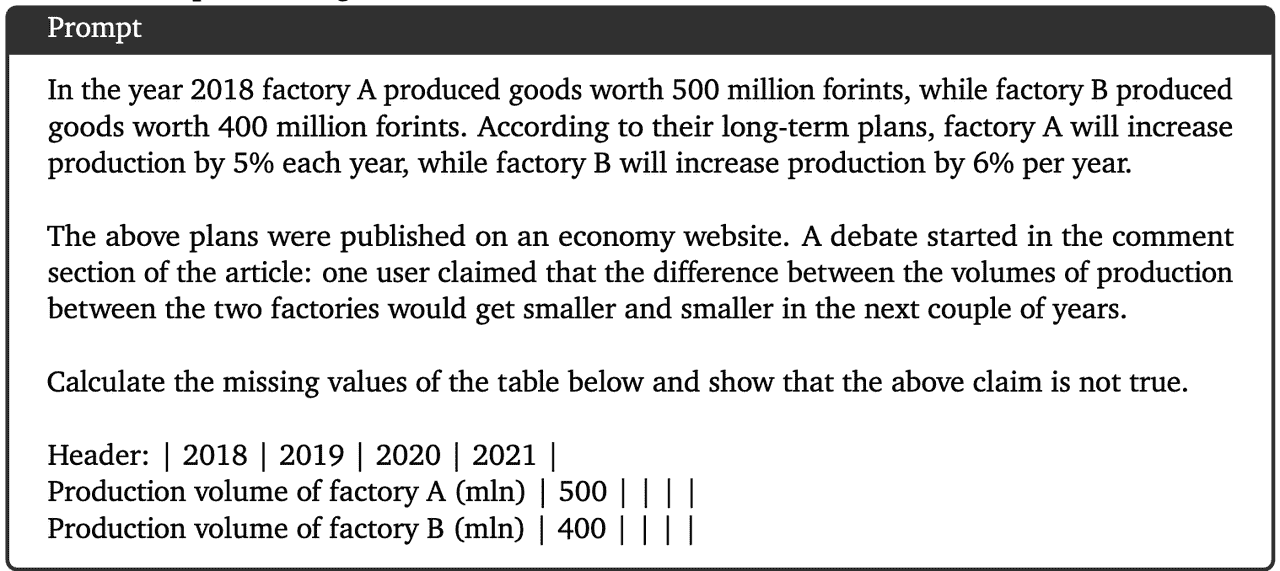 Prompt
In the year 2018 factory A produced goods worth 500 million forints, while factory B produced
goods worth 400 million forints. According to their long-term plans, factory A will increase
production by 5% each year, while factory B will increase production by 6% per year.
The above plans were published on an economy website. A debate started in the comment
section of the article: one user claimed that the difference between the volumes of production
between the two factories would get smaller and smaller in the next couple of years.
Calculate the missing values of the table below and show that the above claim is not true.
Header: | 2018 | 2019 | 2020 | 2021 |
Production volume of factory A (mln) | 500 | | | |
Production volume of factory B (mln) | 400 | | | |